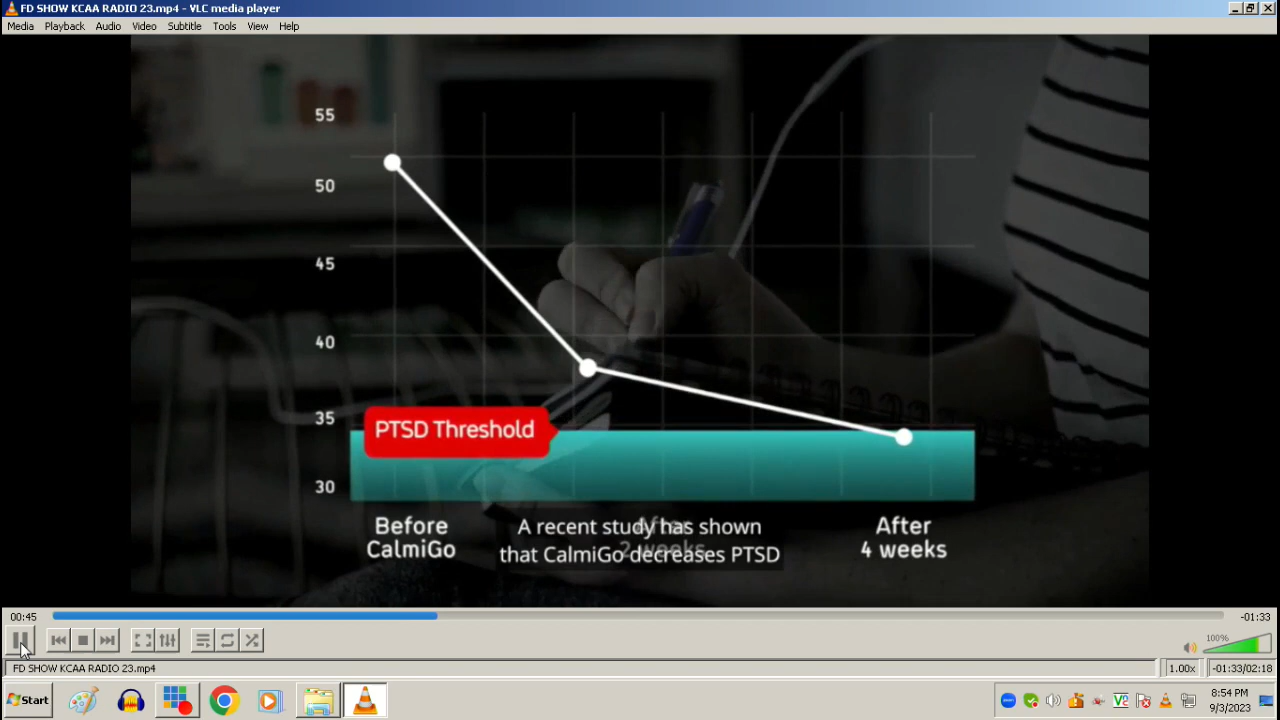 FD SHOW KCAA RADIO 23.mp4 - VLC media player
Media Playback Audio Video Subtitle Tools View Help
55
50
45
40
35
30
PTSD Threshold
Before
CalmiGo
After
2 weeks
After
4 weeks
A recent study has shown
that CalmiGo decreases PTSD
00:45
-01:33
100%
FD SHOW KCAA RADIO 23.mp4
1.00x
-01:33/02:18
Start
8:54 PM
9/3/2023